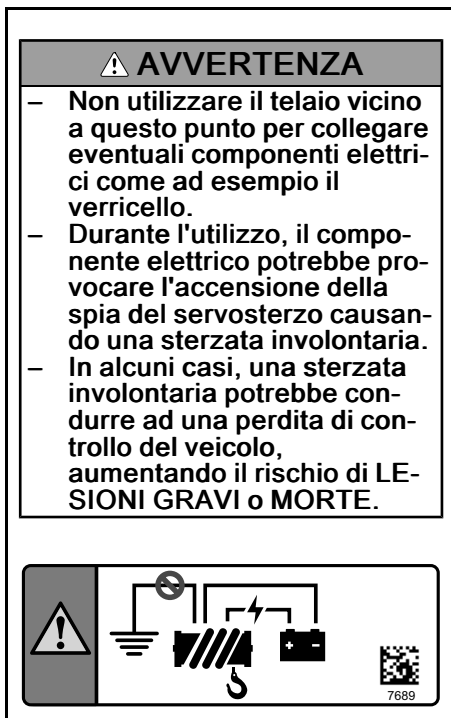 ⚠ AVVERTENZA
– Non utilizzare il telaio vicino
a questo punto per collegare
eventuali componenti elettri-
ci come ad esempio il
verricello.
– Durante l'utilizzo, il compo-
nente elettrico potrebbe pro-
vocare l'accensione della
spia del servosterzo causan-
do una sterzata involontaria.
– In alcuni casi, una sterzata
involontaria potrebbe con-
durre ad una perdita di con-
trollo del veicolo,
aumentando il rischio di LE-
SIONI GRAVI o MORTE.
+ -
7689